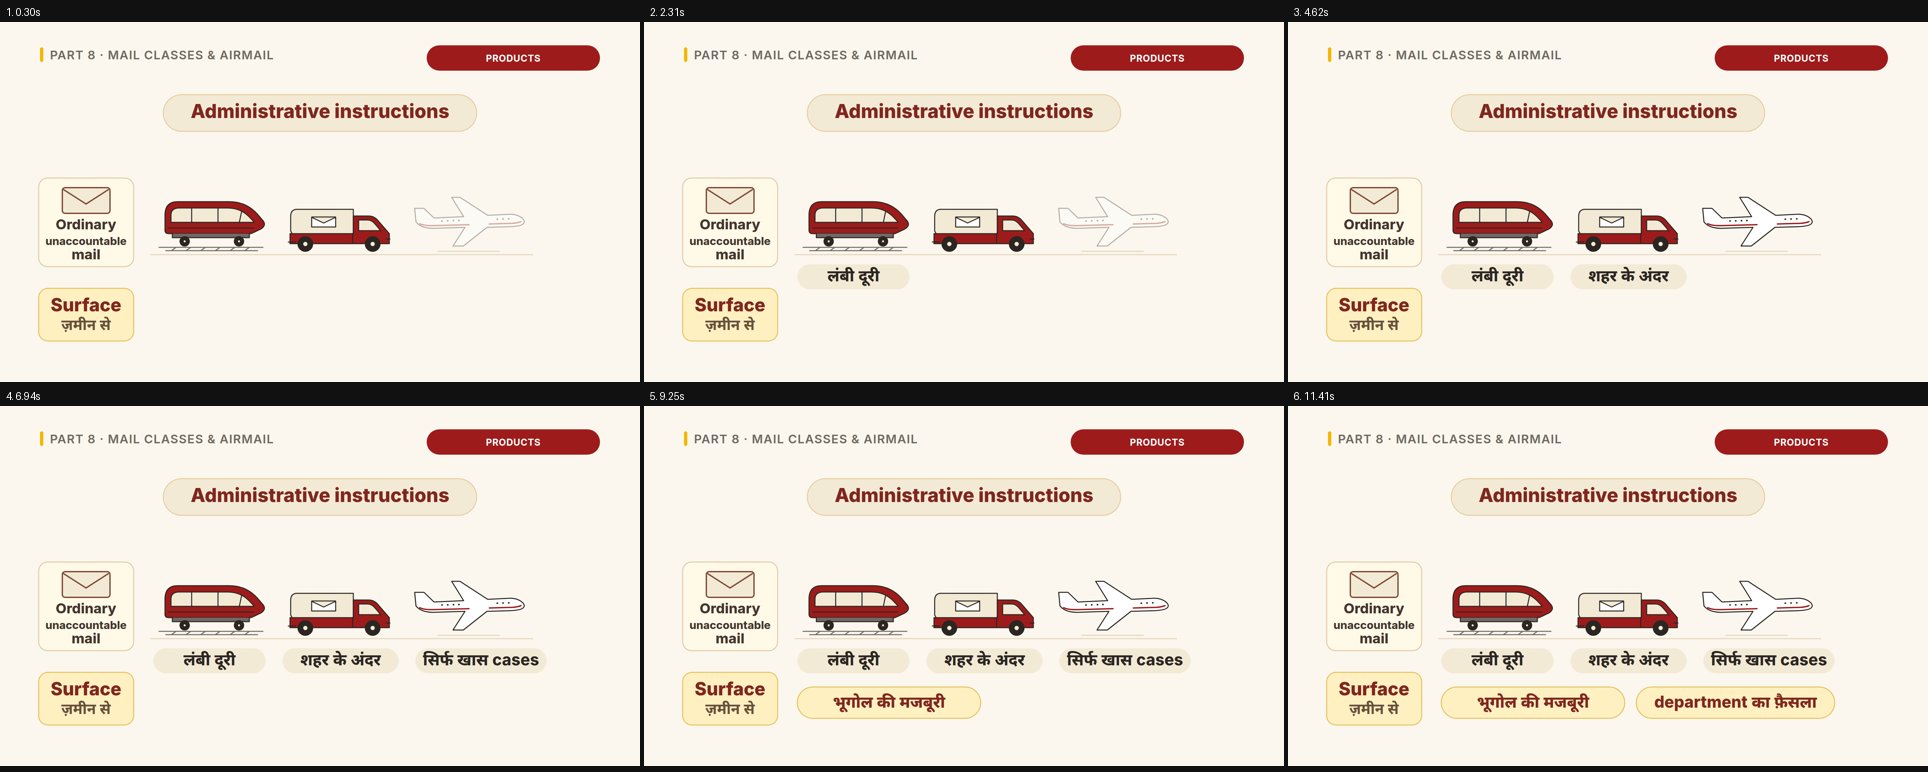 1. 0.30s
PART 8 · MAIL CLASSES & AIRMAIL
PRODUCTS
Administrative instructions
Ordinary
unaccountable
mail
Surface
ज़मीन से
2. 2.31s
PART 8 · MAIL CLASSES & AIRMAIL
PRODUCTS
Administrative instructions
Ordinary
unaccountable
mail
लंबी दूरी
Surface
ज़मीन से
3. 4.62s
PART 8 · MAIL CLASSES & AIRMAIL
PRODUCTS
Administrative instructions
Ordinary
unaccountable
mail
लंबी दूरी
शहर के अंदर
Surface
ज़मीन से
4. 6.94s
PART 8 · MAIL CLASSES & AIRMAIL
PRODUCTS
Administrative instructions
Ordinary
unaccountable
mail
लंबी दूरी
शहर के अंदर
सिर्फ खास cases
Surface
ज़मीन से
5. 9.25s
PART 8 · MAIL CLASSES & AIRMAIL
PRODUCTS
Administrative instructions
Ordinary
unaccountable
mail
लंबी दूरी
शहर के अंदर
सिर्फ खास cases
Surface
ज़मीन से
भूगोल की मजबूरी
6. 11.41s
PART 8 · MAIL CLASSES & AIRMAIL
PRODUCTS
Administrative instructions
Ordinary
unaccountable
mail
लंबी दूरी
शहर के अंदर
सिर्फ खास cases
Surface
ज़मीन से
भूगोल की मजबूरी
department का फ़ैसला